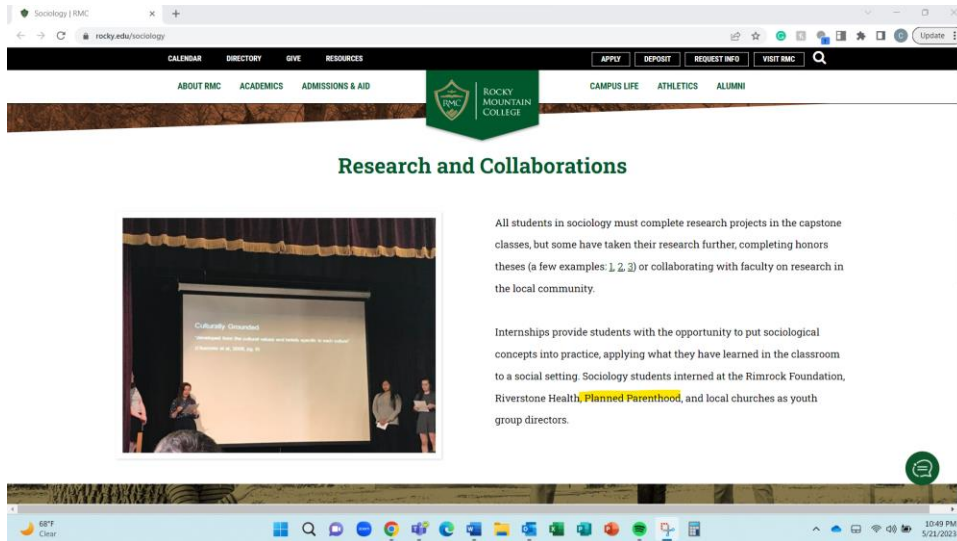 Sociology | RMC
rocky.edu/sociology
Update
CALENDAR DIRECTORY GIVE RESOURCES
APPLY DEPOSIT REQUEST INFO VISIT RMC
ABOUT RMC ACADEMICS ADMISSIONS & AID
RMC
ROCKY
MOUNTAIN
COLLEGE
CAMPUS LIFE ATHLETICS ALUMNI
Research and Collaborations
Culturally Grounded
All students in sociology must complete research projects in the capstone
classes, but some have taken their research further, completing honors
theses (a few examples: 1, 2, 3) or collaborating with faculty on research in
the local community.
Internships provide students with the opportunity to put sociological
concepts into practice, applying what they have learned in the classroom
to a social setting. Sociology students interned at the Rimrock Foundation,
Riverstone Health, Planned Parenthood, and local churches as youth
group directors.
68°F
Clear
10:49 PM
5/21/2023